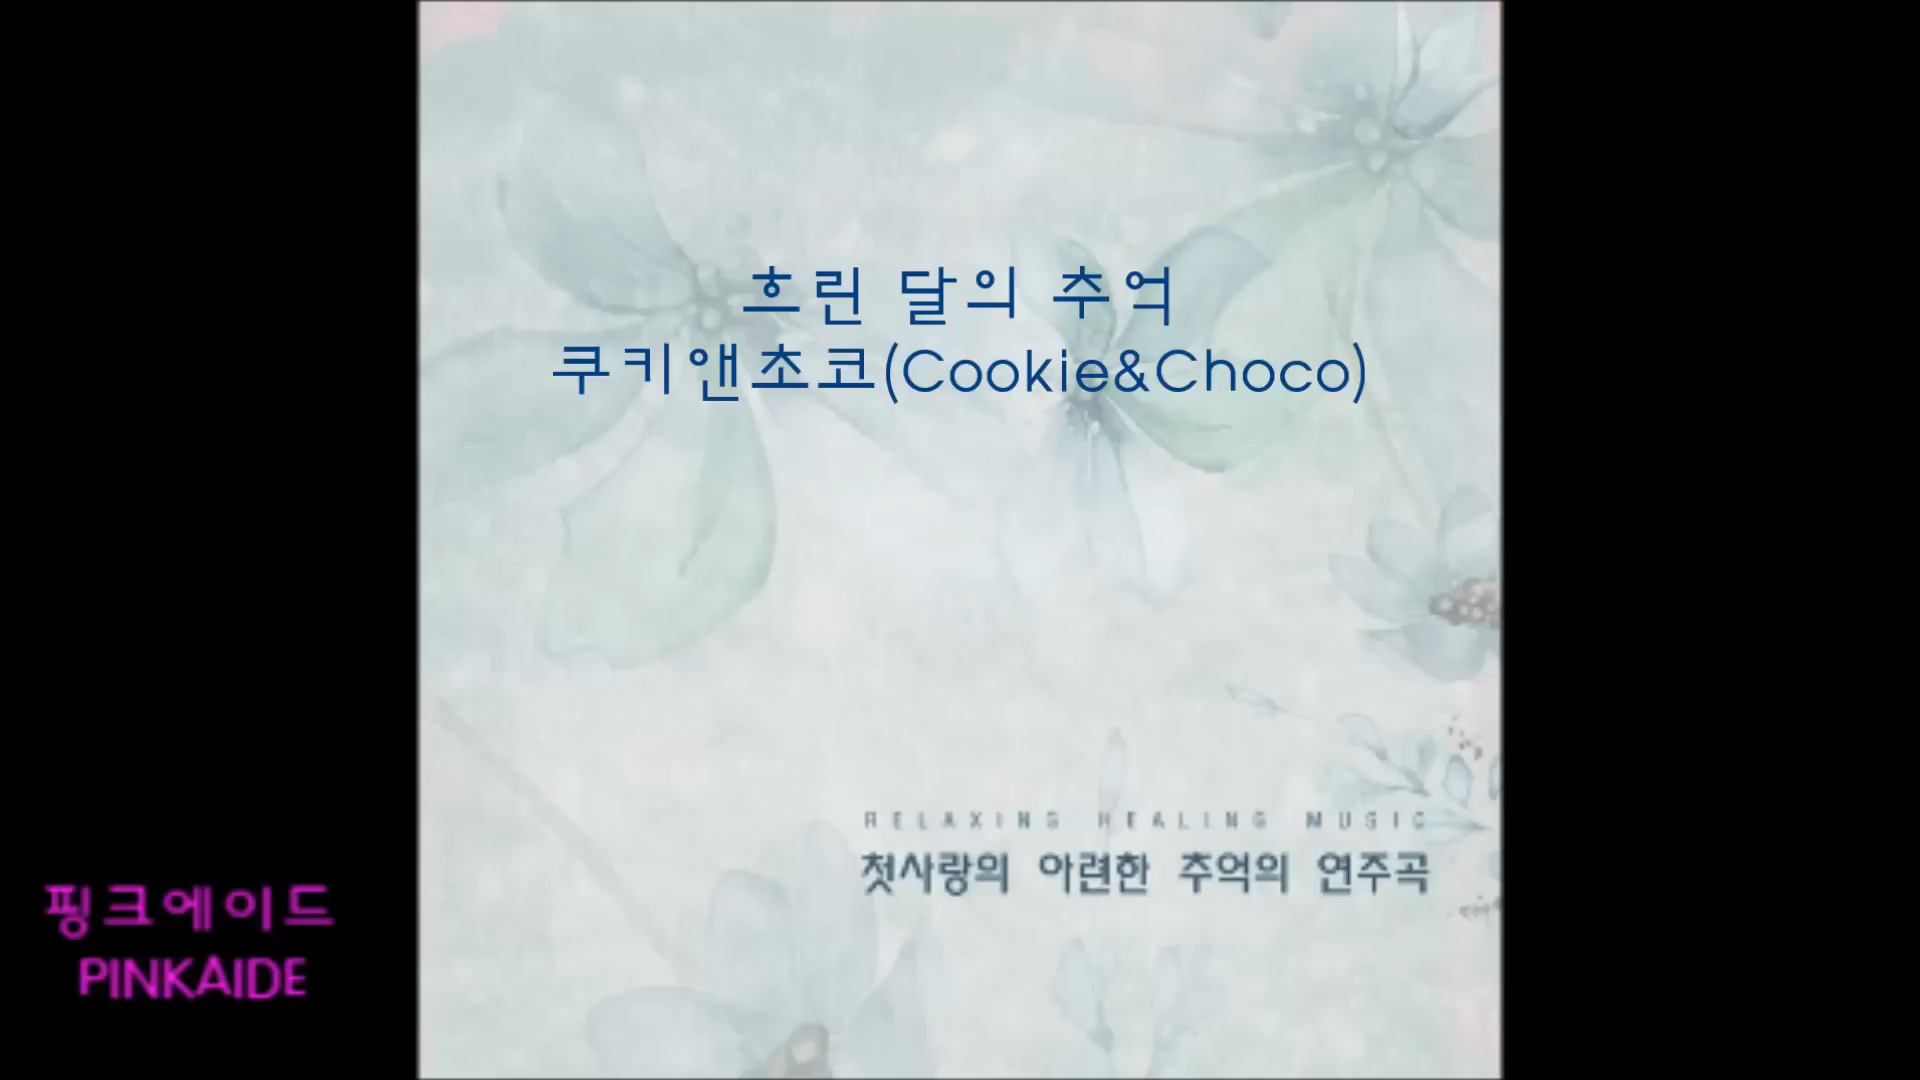 흐린 달의 추억
쿠키앤초코(Cookie&Choco)
RELAXING HEALING MUSIC
첫사랑의 아련한 추억의 연주곡
핑크에이드
PINKAIDE